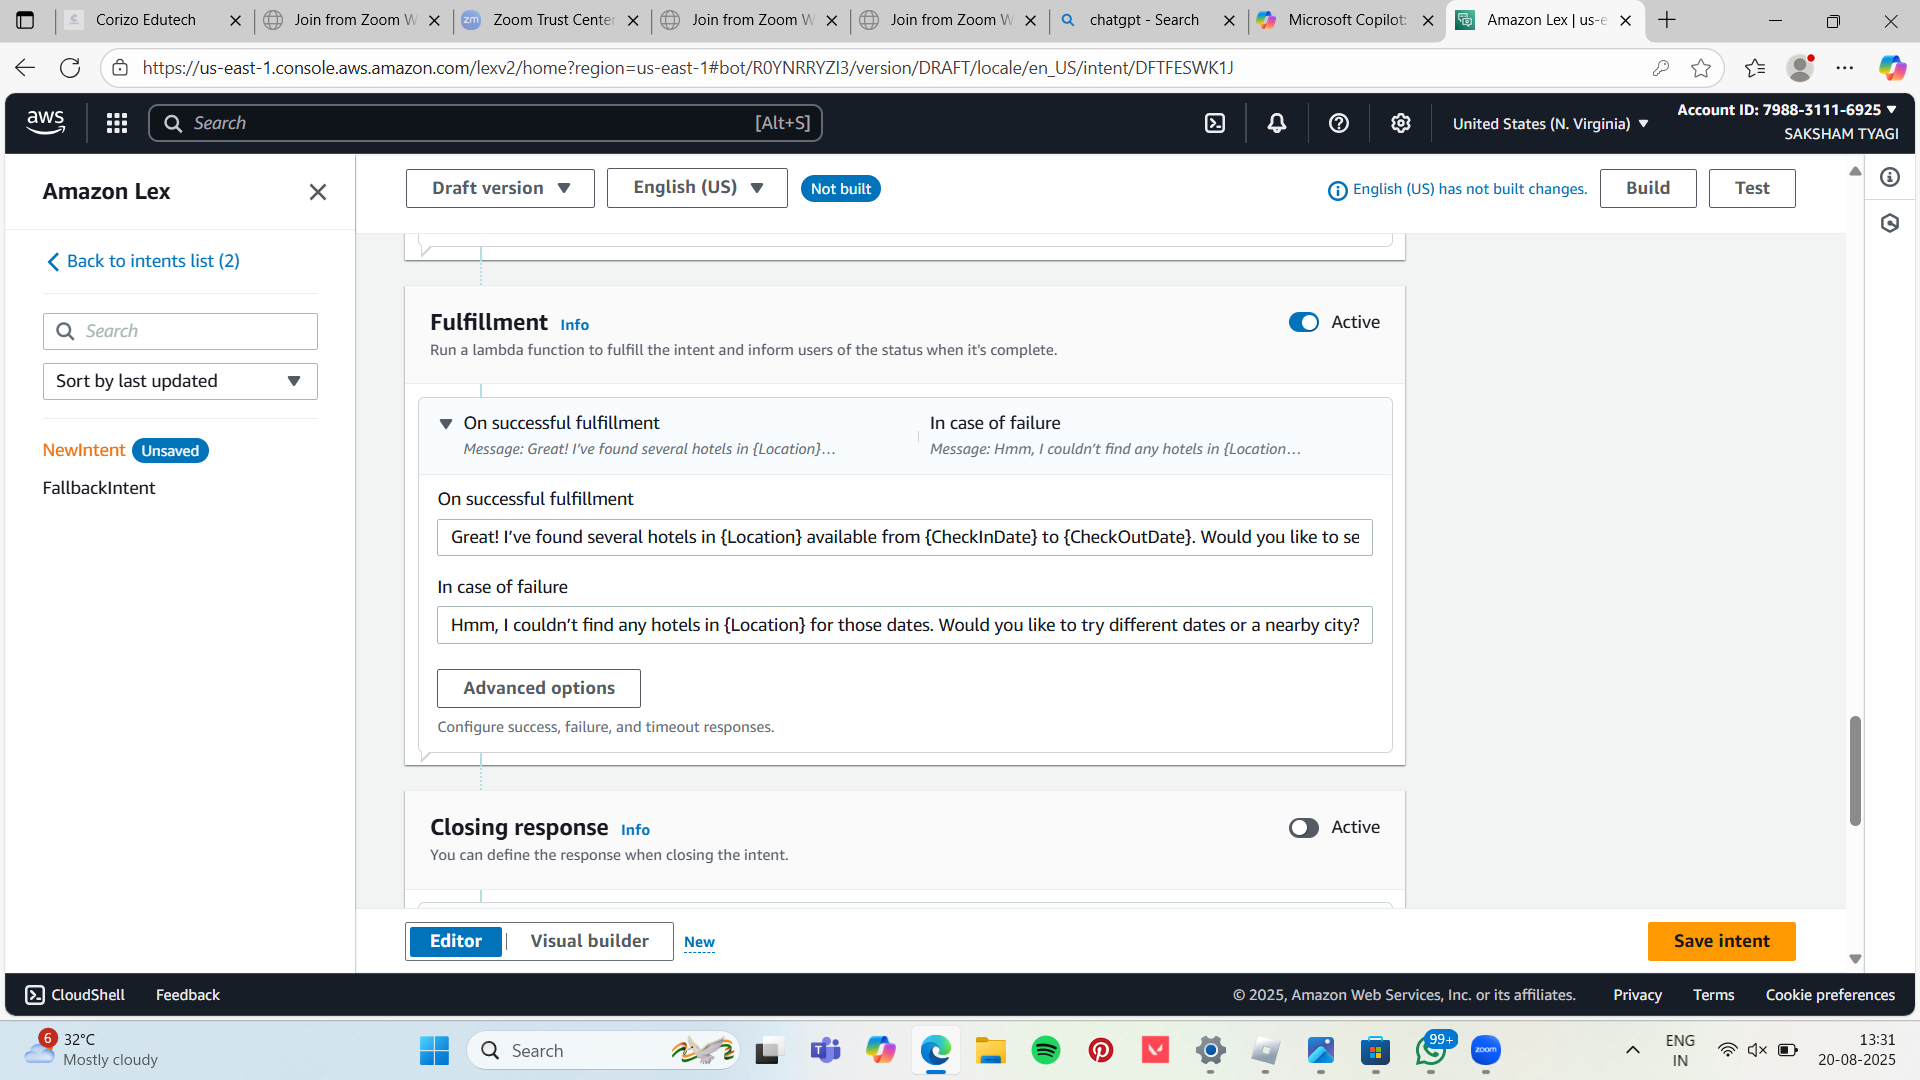 Corizo Edutech
Join from Zoom W
Zoom Trust Center
Join from Zoom W
Join from Zoom W
chatgpt - Search
Microsoft Copilot:
Amazon Lex | us-e
https://us-east-1.console.aws.amazon.com/lexv2/home?region=us-east-1#bot/R0YNRRYZI3/version/DRAFT/locale/en_US/intent/DFTFESWK1J
aws
Search
[Alt+S]
United States (N. Virginia)
Account ID: 7988-3111-6925
SAKSHAM TYAGI
Amazon Lex
Draft version
English (US)
Not built
English (US) has not built changes.
Build
Test
Back to intents list (2)
Search
Sort by last updated
NewIntent Unsaved
FallbackIntent
Fulfillment Info
Active
Run a lambda function to fulfill the intent and inform users of the status when it's complete.
On successful fulfillment
Message: Great! I’ve found several hotels in {Location}…
In case of failure
Message: Hmm, I couldn’t find any hotels in {Location…
On successful fulfillment
Great! I’ve found several hotels in {Location} available from {CheckInDate} to {CheckOutDate}. Would you like to se
In case of failure
Hmm, I couldn’t find any hotels in {Location} for those dates. Would you like to try different dates or a nearby city?
Advanced options
Configure success, failure, and timeout responses.
Closing response Info
Active
You can define the response when closing the intent.
Editor
Visual builder
New
Save intent
CloudShell
Feedback
© 2025, Amazon Web Services, Inc. or its affiliates.
Privacy
Terms
Cookie preferences
6
32°C
Mostly cloudy
Search
99+
zoom
ENG
IN
13:31
20-08-2025